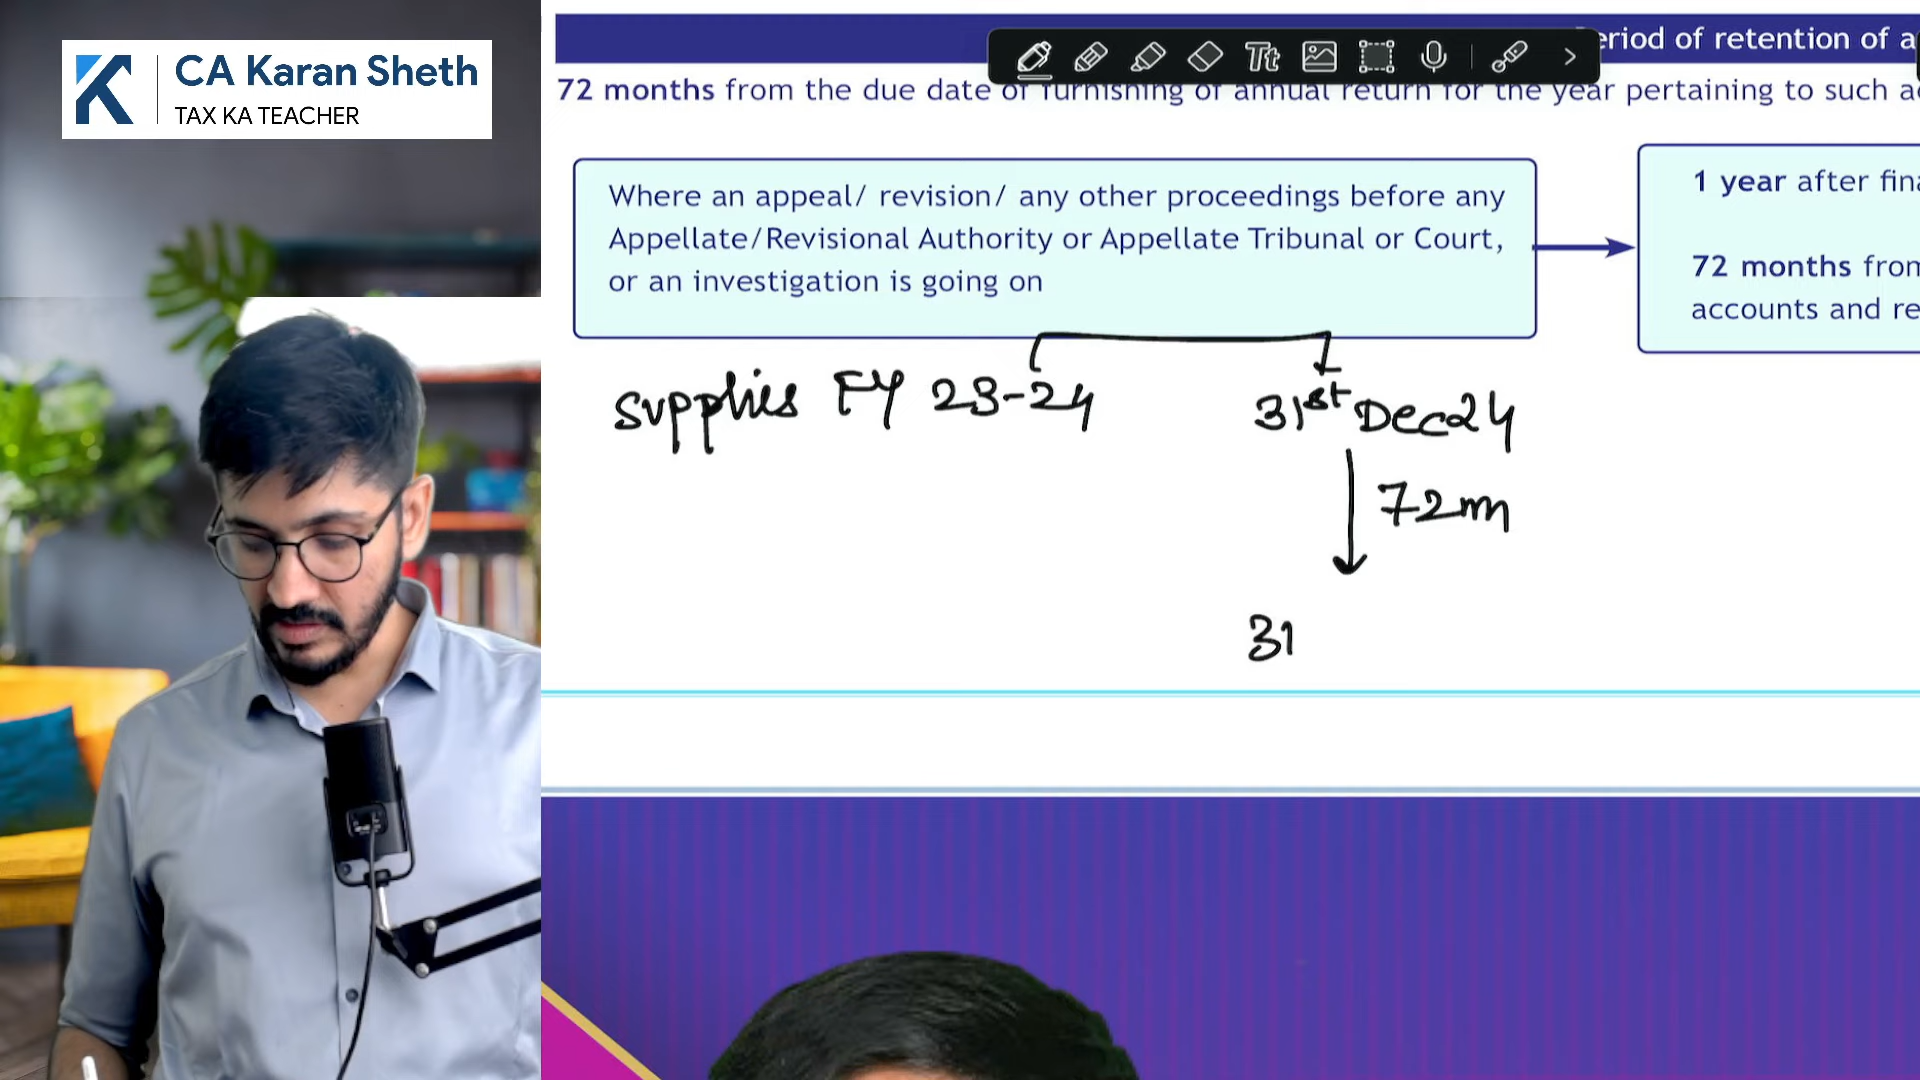 CA Karan Sheth
TAX KA TEACHER
eriod of retention of a
72 months from the due date of furnishing of annual return for the year pertaining to such a
Where an appeal/ revision/ any other proceedings before any
Appellate/Revisional Authority or Appellate Tribunal or Court,
or an investigation is going on
1 year after fina
72 months from
accounts and re
supplies FY 23-24
31st Dec24
72m
31
Tt